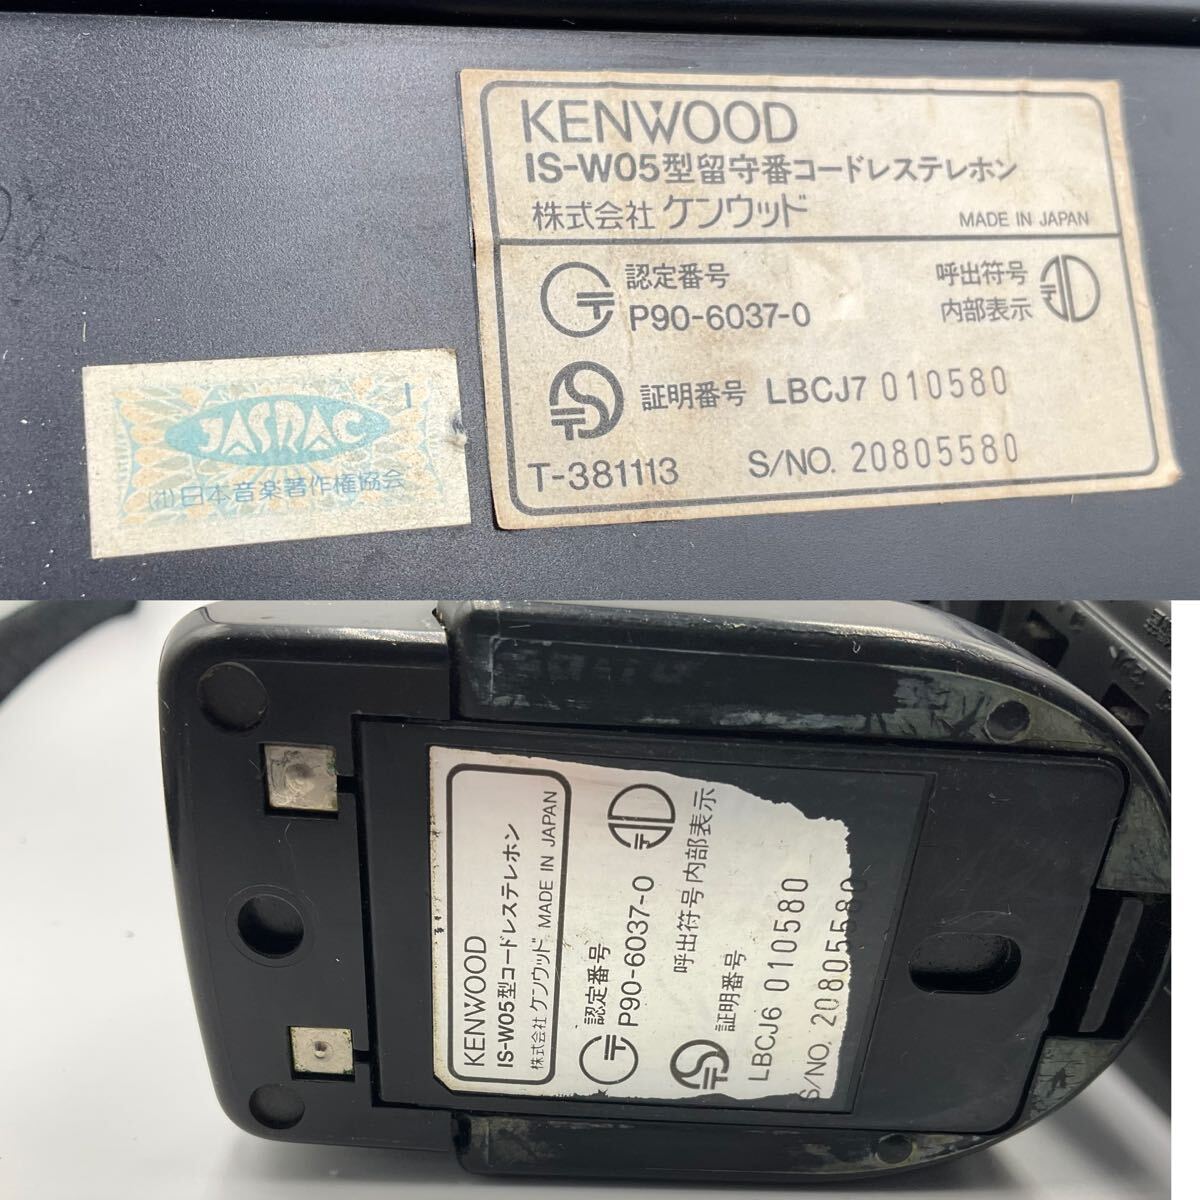 KENWOOD
IS-W05型留守番コードレステレホン
株式会社 ケンウッド MADE IN JAPAN
認定番号
P90-6037-0
呼出符号
内部表示
証明番号 LBCJ7 010580
T-381113 S/NO. 20805580
JASRAC
1
(社)日本音楽著作権協会
KENWOOD
IS-W05型コードレステレホン
株式会社 ケンウッド MADE IN JAPAN
認定番号
P90-6037-0
呼出符号内部表示
証明番号
LBCJ6 010580
S/NO. 20805580